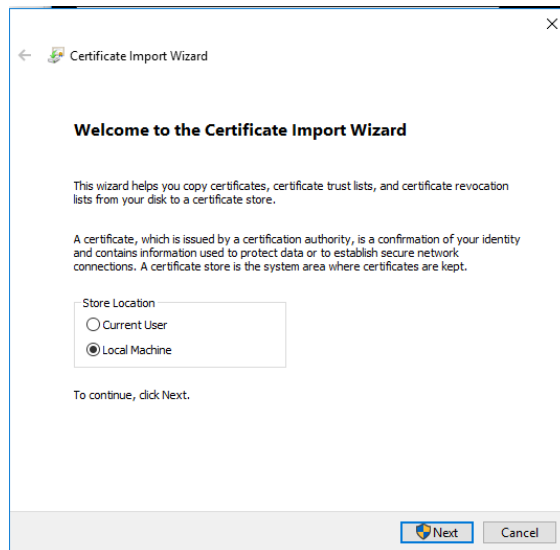 Certificate Import Wizard
Welcome to the Certificate Import Wizard
This wizard helps you copy certificates, certificate trust lists, and certificate revocation
lists from your disk to a certificate store.
A certificate, which is issued by a certification authority, is a confirmation of your identity
and contains information used to protect data or to establish secure network
connections. A certificate store is the system area where certificates are kept.
Store Location
Current User
Local Machine
To continue, click Next.
Next Cancel